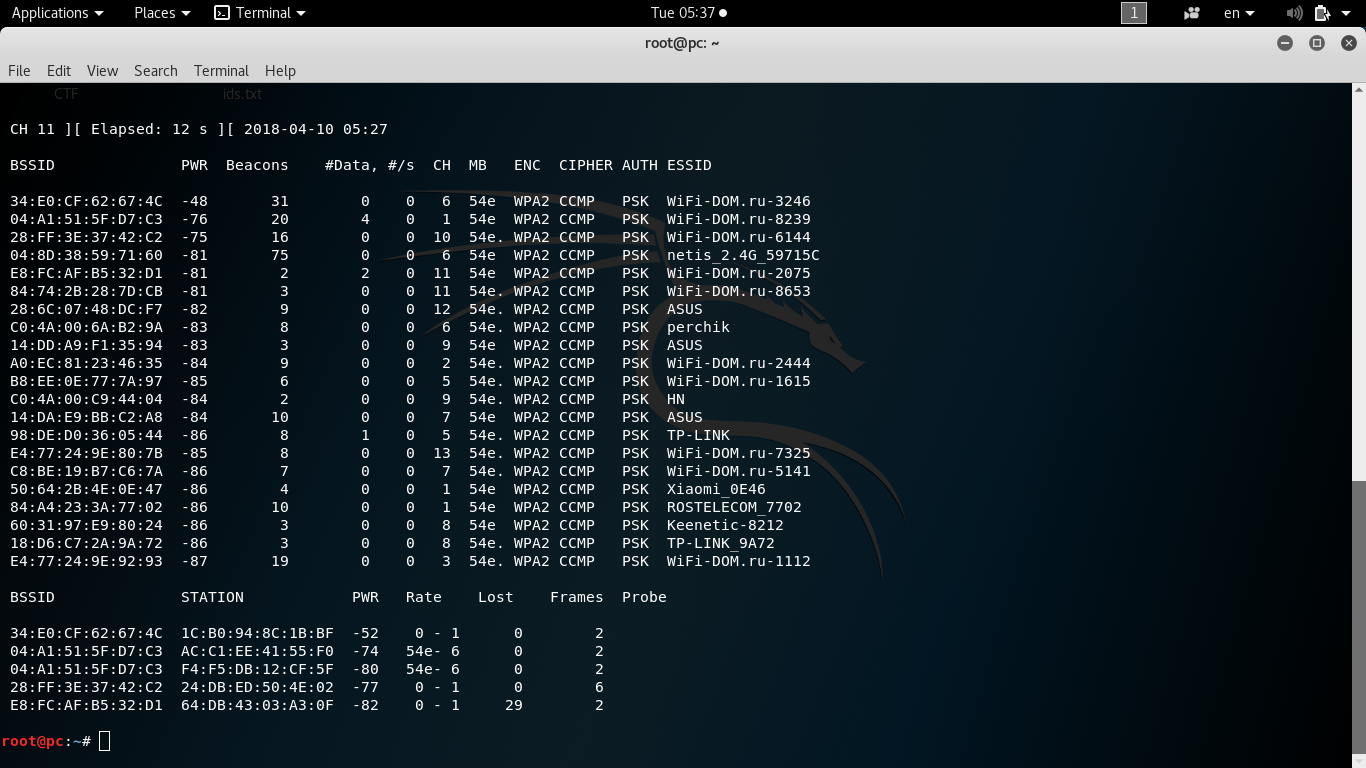 Applications Places Terminal Tue 05:37 1 en
root@pc: ~
File Edit View Search Terminal Help
CTF ids.txt
CH 11 ][ Elapsed: 12 s ][ 2018-04-10 05:27
BSSID PWR Beacons #Data, #/s CH MB ENC CIPHER AUTH ESSID
34:E0:CF:62:67:4C -48 31 0 0 6 54e WPA2 CCMP PSK WiFi-DOM.ru-3246
04:A1:51:5F:D7:C3 -76 20 4 0 1 54e WPA2 CCMP PSK WiFi-DOM.ru-8239
28:FF:3E:37:42:C2 -75 16 0 0 10 54e. WPA2 CCMP PSK WiFi-DOM.ru-6144
04:8D:38:59:71:60 -81 75 0 0 6 54e WPA2 CCMP PSK netis_2.4G_59715C
E8:FC:AF:B5:32:D1 -81 2 2 0 11 54e WPA2 CCMP PSK WiFi-DOM.ru-2075
84:74:2B:28:7D:CB -81 3 0 0 11 54e. WPA2 CCMP PSK WiFi-DOM.ru-8653
28:6C:07:48:DC:F7 -82 9 0 0 12 54e. WPA2 CCMP PSK ASUS
C0:4A:00:6A:B2:9A -83 8 0 0 6 54e. WPA2 CCMP PSK perchik
14:DD:A9:F1:35:94 -83 3 0 0 9 54e WPA2 CCMP PSK ASUS
A0:EC:81:23:46:35 -84 9 0 0 2 54e. WPA2 CCMP PSK WiFi-DOM.ru-2444
B8:EE:0E:77:7A:97 -85 6 0 0 5 54e. WPA2 CCMP PSK WiFi-DOM.ru-1615
C0:4A:00:C9:44:04 -84 2 0 0 9 54e. WPA2 CCMP PSK HN
14:DA:E9:BB:C2:A8 -84 10 0 0 7 54e WPA2 CCMP PSK ASUS
98:DE:D0:36:05:44 -86 8 1 0 5 54e. WPA2 CCMP PSK TP-LINK
E4:77:24:9E:80:7B -85 8 0 0 13 54e. WPA2 CCMP PSK WiFi-DOM.ru-7325
C8:BE:19:B7:C6:7A -86 7 0 0 7 54e. WPA2 CCMP PSK WiFi-DOM.ru-5141
50:64:2B:4E:0E:47 -86 4 0 0 1 54e WPA2 CCMP PSK Xiaomi_0E46
84:A4:23:3A:77:02 -86 10 0 0 1 54e WPA2 CCMP PSK ROSTELECOM_7702
60:31:97:E9:80:24 -86 3 0 0 8 54e WPA2 CCMP PSK Keenetic-8212
18:D6:C7:2A:9A:72 -86 3 0 0 8 54e. WPA2 CCMP PSK TP-LINK_9A72
E4:77:24:9E:92:93 -87 19 0 0 3 54e. WPA2 CCMP PSK WiFi-DOM.ru-1112
BSSID STATION PWR Rate Lost Frames Probe
34:E0:CF:62:67:4C 1C:B0:94:8C:1B:BF -52 0 - 1 0 2
04:A1:51:5F:D7:C3 AC:C1:EE:41:55:F0 -74 54e- 6 0 2
04:A1:51:5F:D7:C3 F4:F5:DB:12:CF:5F -80 54e- 6 0 2
28:FF:3E:37:42:C2 24:DB:ED:50:4E:02 -77 0 - 1 0 6
E8:FC:AF:B5:32:D1 64:DB:43:03:A3:0F -82 0 - 1 29 2
root@pc:~#